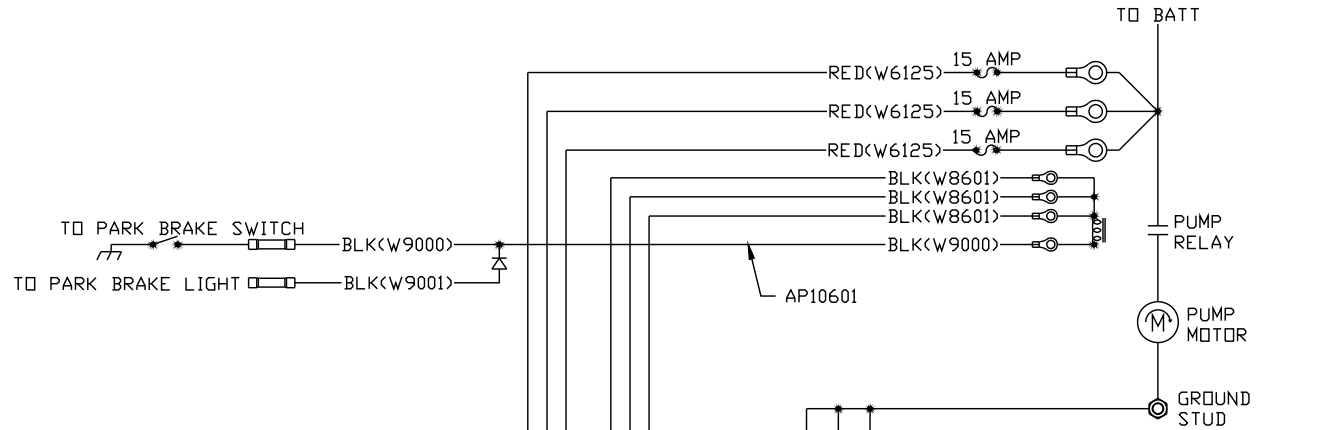 TO BATT
15 AMP
RED(W6125)
15 AMP
RED(W6125)
15 AMP
RED(W6125)
BLK(W8601)
BLK(W8601)
BLK(W8601)
TO PARK BRAKE SWITCH
PUMP
RELAY
BLK(W9000)
BLK(W9000)
TO PARK BRAKE LIGHT
BLK(W9001)
AP10601
M
PUMP
MOTOR
GROUND
STUD